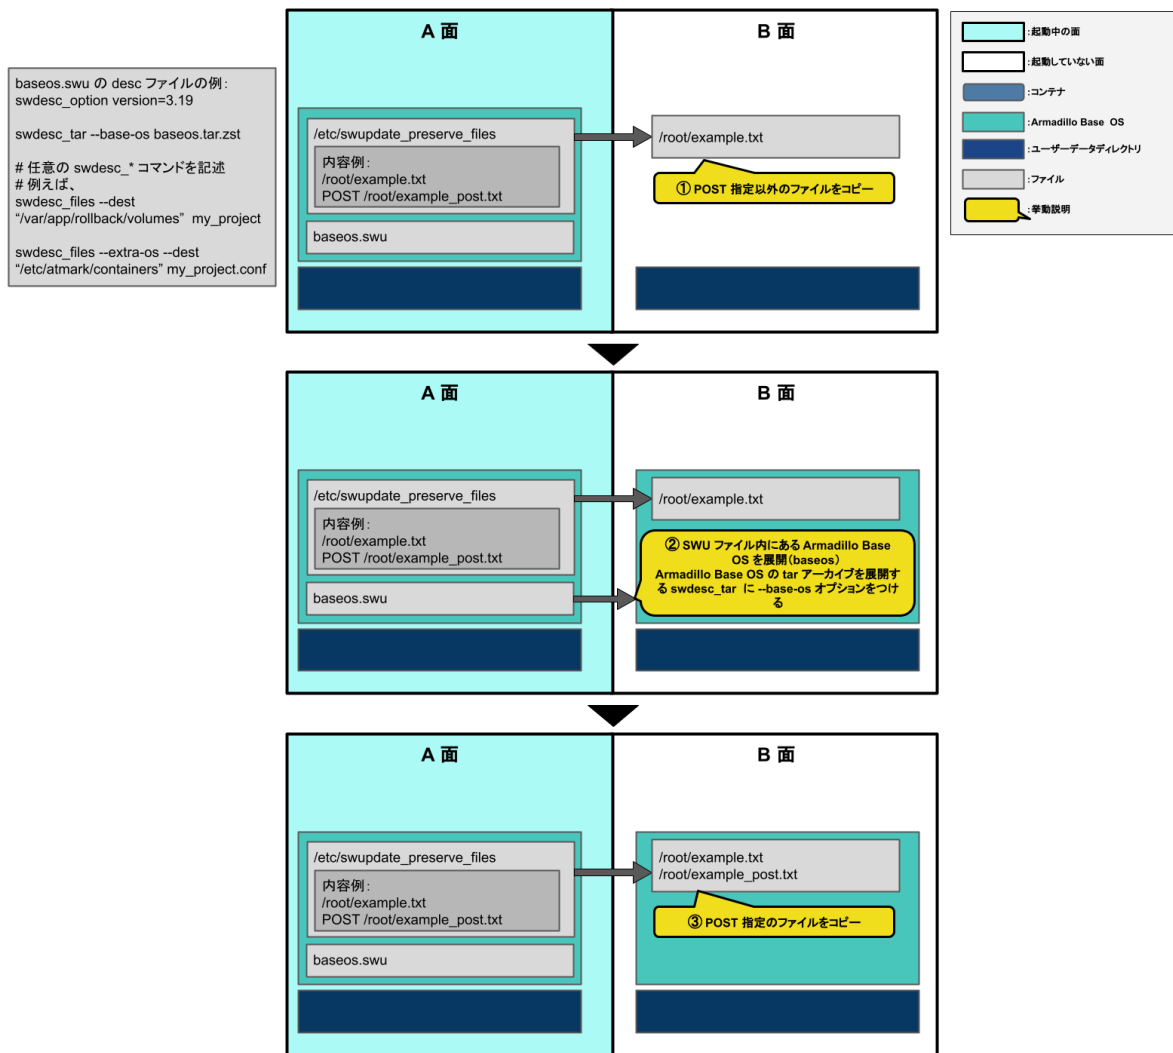 baseos.swu の desc ファイルの例:
swdesc_option version=3.19
swdesc_tar --base-os baseos.tar.zst
# 任意の swdesc_* コマンドを記述
# 例えば、
swdesc_files --dest
“/var/app/rollback/volumes” my_project
swdesc_files --extra-os --dest
“/etc/atmark/containers” my_project.conf
A 面
B 面
/etc/swupdate_preserve_files
内容例:
/root/example.txt
POST /root/example_post.txt
baseos.swu
/root/example.txt
① POST 指定以外のファイルをコピー
:起動中の面
:起動していない面
:コンテナ
:Armadillo Base OS
:ユーザーデータディレクトリ
:ファイル
:挙動説明
A 面
B 面
/etc/swupdate_preserve_files
内容例:
/root/example.txt
POST /root/example_post.txt
baseos.swu
/root/example.txt
② SWU ファイル内にある Armadillo Base
OS を展開(baseos)
Armadillo Base OS の tar アーカイブを展開す
る swdesc_tar に --base-os オプションをつけ
る
A 面
B 面
/etc/swupdate_preserve_files
内容例:
/root/example.txt
POST /root/example_post.txt
baseos.swu
/root/example.txt
/root/example_post.txt
③ POST 指定のファイルをコピー